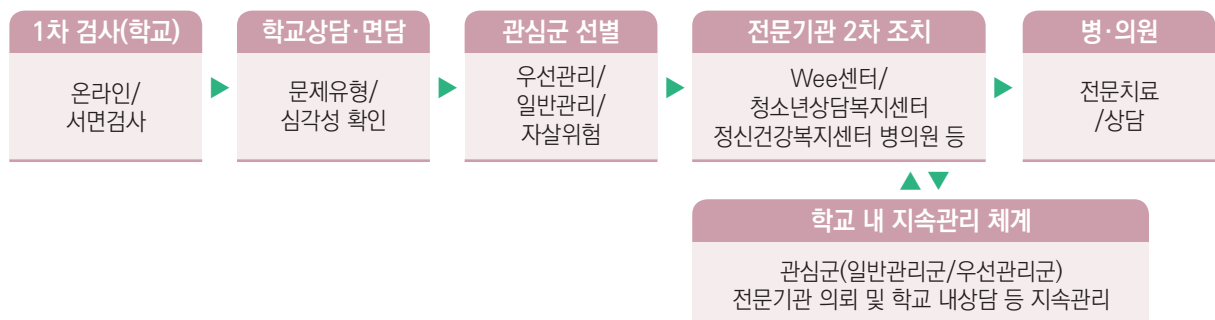 1차 검사(학교)
온라인/
서면검사
학교상담·면담
문제유형/
심각성 확인
관심군 선별
우선관리/
일반관리/
자살위험
전문기관 2차 조치
Wee센터/
청소년상담복지센터
정신건강복지센터 병의원 등
병·의원
전문치료
/상담
학교 내 지속관리 체계
관심군(일반관리군/우선관리군)
전문기관 의뢰 및 학교 내상담 등 지속관리